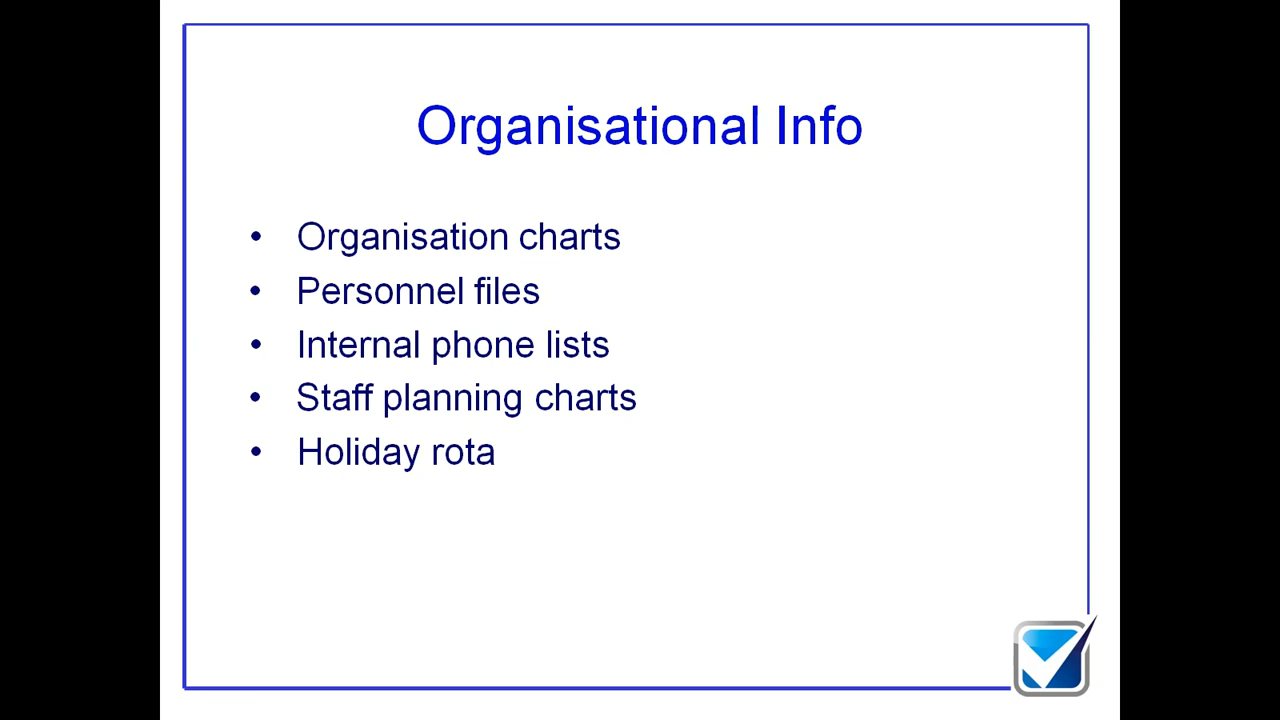 Organisational Info
• Organisation charts
• Personnel files
• Internal phone lists
• Staff planning charts
• Holiday rota